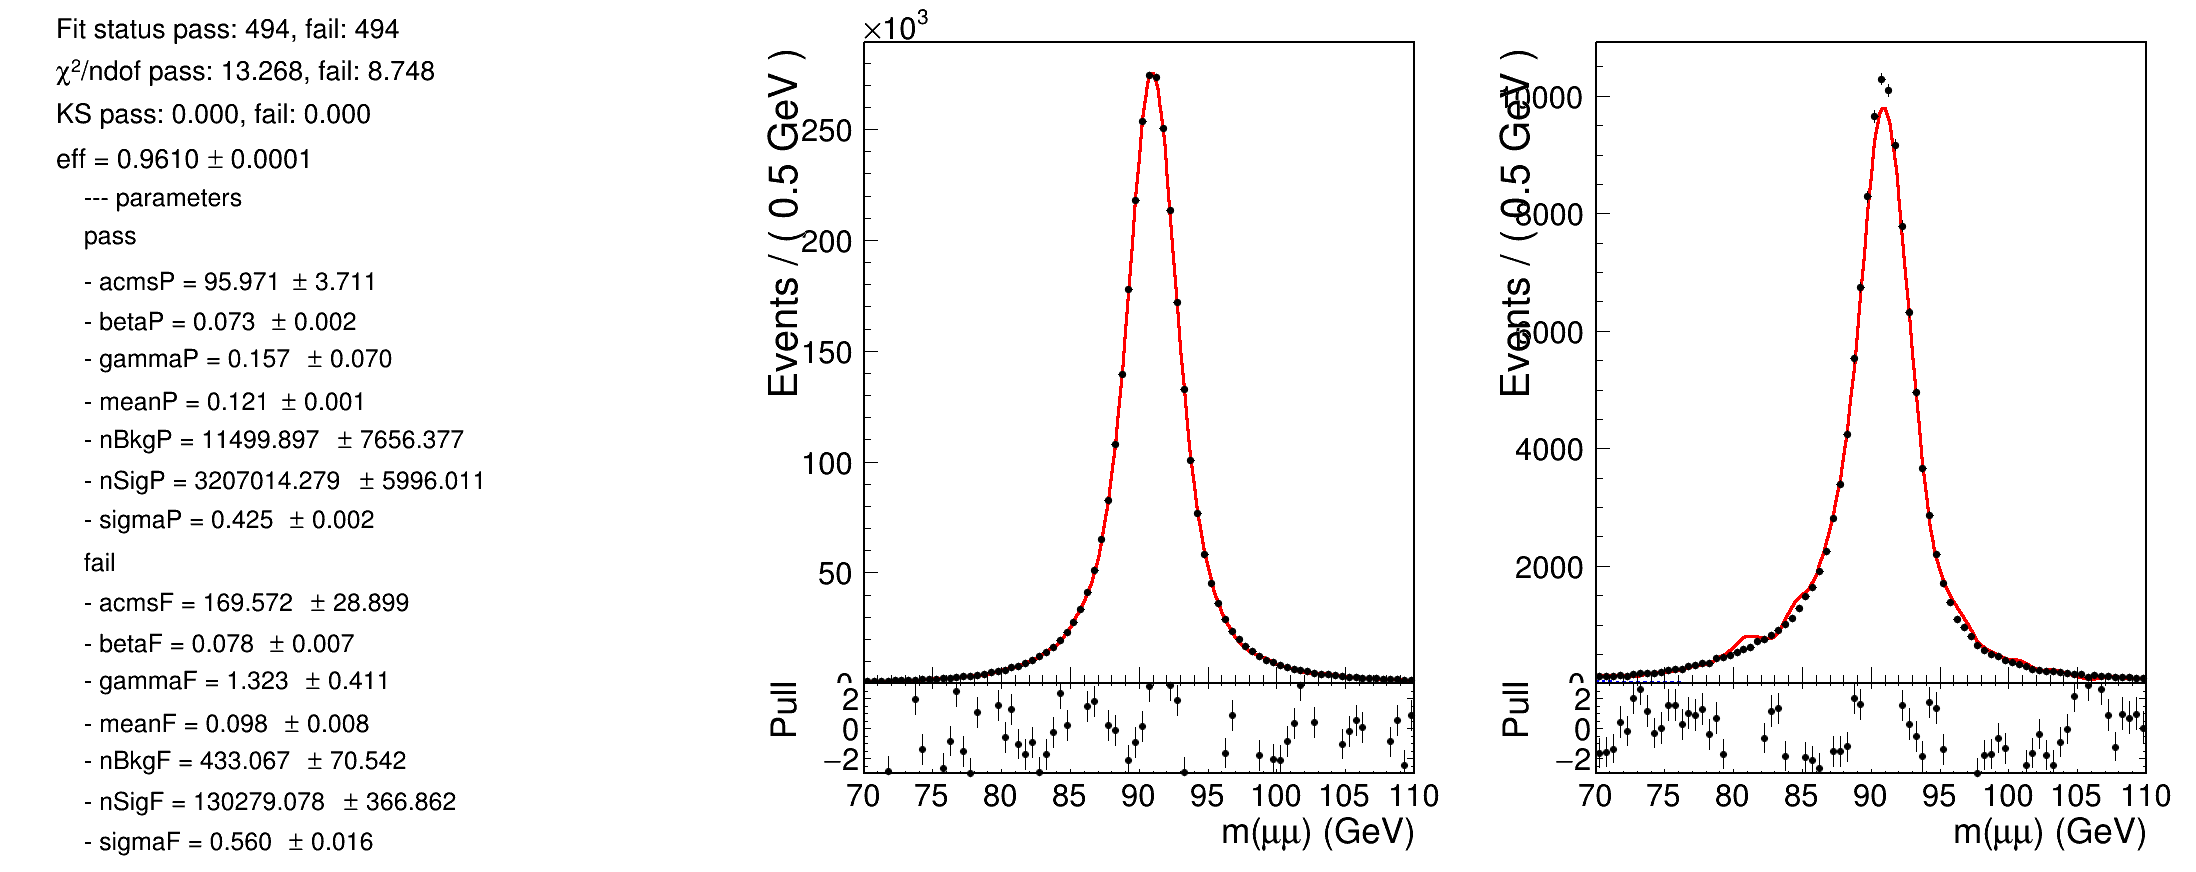 Fit status pass: 494, fail: 494
χ²/ndof pass: 13.268, fail: 8.748
KS pass: 0.000, fail: 0.000
eff = 0.9610 ± 0.0001
--- parameters
pass
- acmsP = 95.971 ± 3.711
- betaP = 0.073 ± 0.002
- gammaP = 0.157 ± 0.070
- meanP = 0.121 ± 0.001
- nBkgP = 11499.897 ± 7656.377
- nSigP = 3207014.279 ± 5996.011
- sigmaP = 0.425 ± 0.002
fail
- acmsF = 169.572 ± 28.899
- betaF = 0.078 ± 0.007
- gammaF = 1.323 ± 0.411
- meanF = 0.098 ± 0.008
- nBkgF = 433.067 ± 70.542
- nSigF = 130279.078 ± 366.862
- sigmaF = 0.560 ± 0.016
×10³
Events / ( 0.5 GeV )
250
200
150
100
50
0
Pull
2
0
−2
70 75 80 85 90 95 100 105 110
m(μμ) (GeV)
Events / ( 0.5 GeV )
10000
8000
6000
4000
2000
0
Pull
2
0
−2
70 75 80 85 90 95 100 105 110
m(μμ) (GeV)